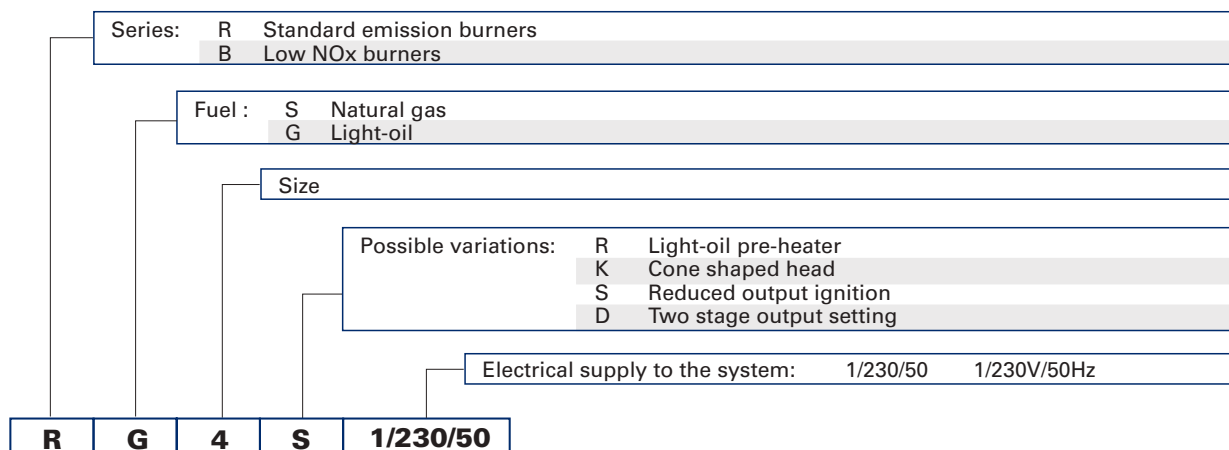 Series: R Standard emission burners
B Low NOx burners
Fuel : S Natural gas
G Light-oil
Size
Possible variations: R Light-oil pre-heater
K Cone shaped head
S Reduced output ignition
D Two stage output setting
Electrical supply to the system: 1/230/50 1/230V/50Hz
R G 4 S 1/230/50